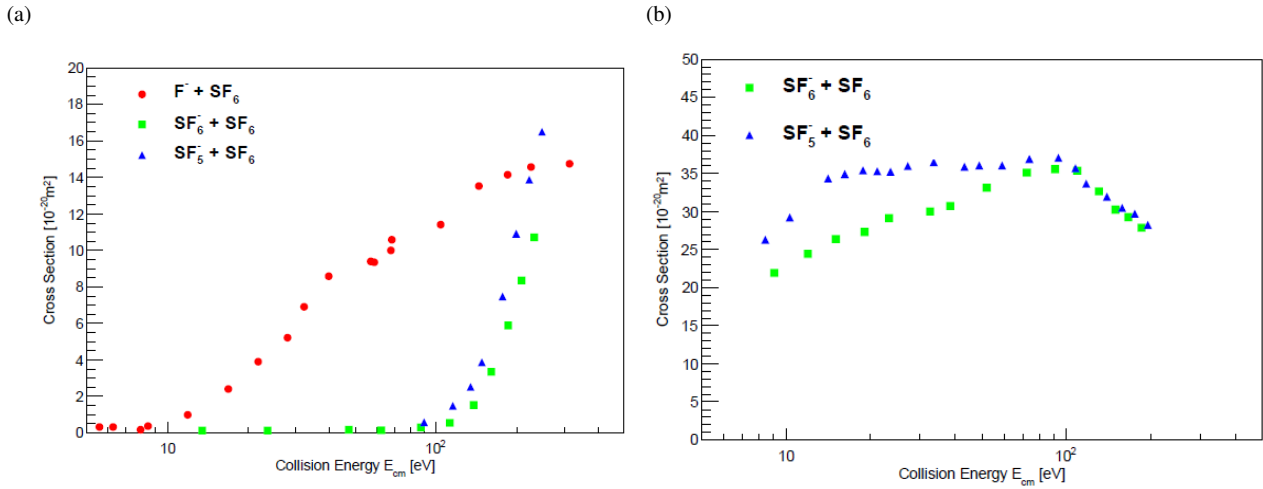 (a)
20
18
16
14
12
10
8
6
4
2
0
Cross Section [10⁻²⁰m²]
F⁻ + SF₆
SF₆⁻ + SF₆
SF₅⁻ + SF₆
10
10²
Collision Energy E_cm [eV]
(b)
50
45
40
35
30
25
20
15
10
5
0
Cross Section [10⁻²⁰m²]
SF₆⁻ + SF₆
SF₅⁻ + SF₆
10
10²
Collision Energy E_cm [eV]